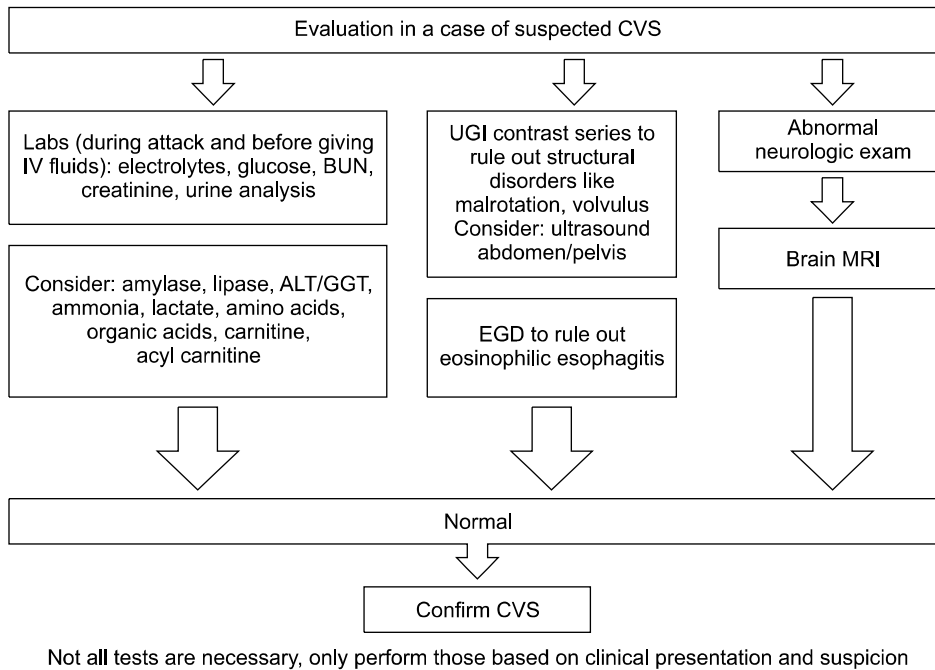 Evaluation in a case of suspected CVS
Labs (during attack and before giving
IV fluids): electrolytes, glucose, BUN,
creatinine, urine analysis
Consider: amylase, lipase, ALT/GGT,
ammonia, lactate, amino acids,
organic acids, carnitine,
acyl carnitine
UGI contrast series to
rule out structural
disorders like
malrotation, volvulus
Consider: ultrasound
abdomen/pelvis
EGD to rule out
eosinophilic esophagitis
Abnormal
neurologic exam
Brain MRI
Normal
Confirm CVS
Not all tests are necessary, only perform those based on clinical presentation and suspicion